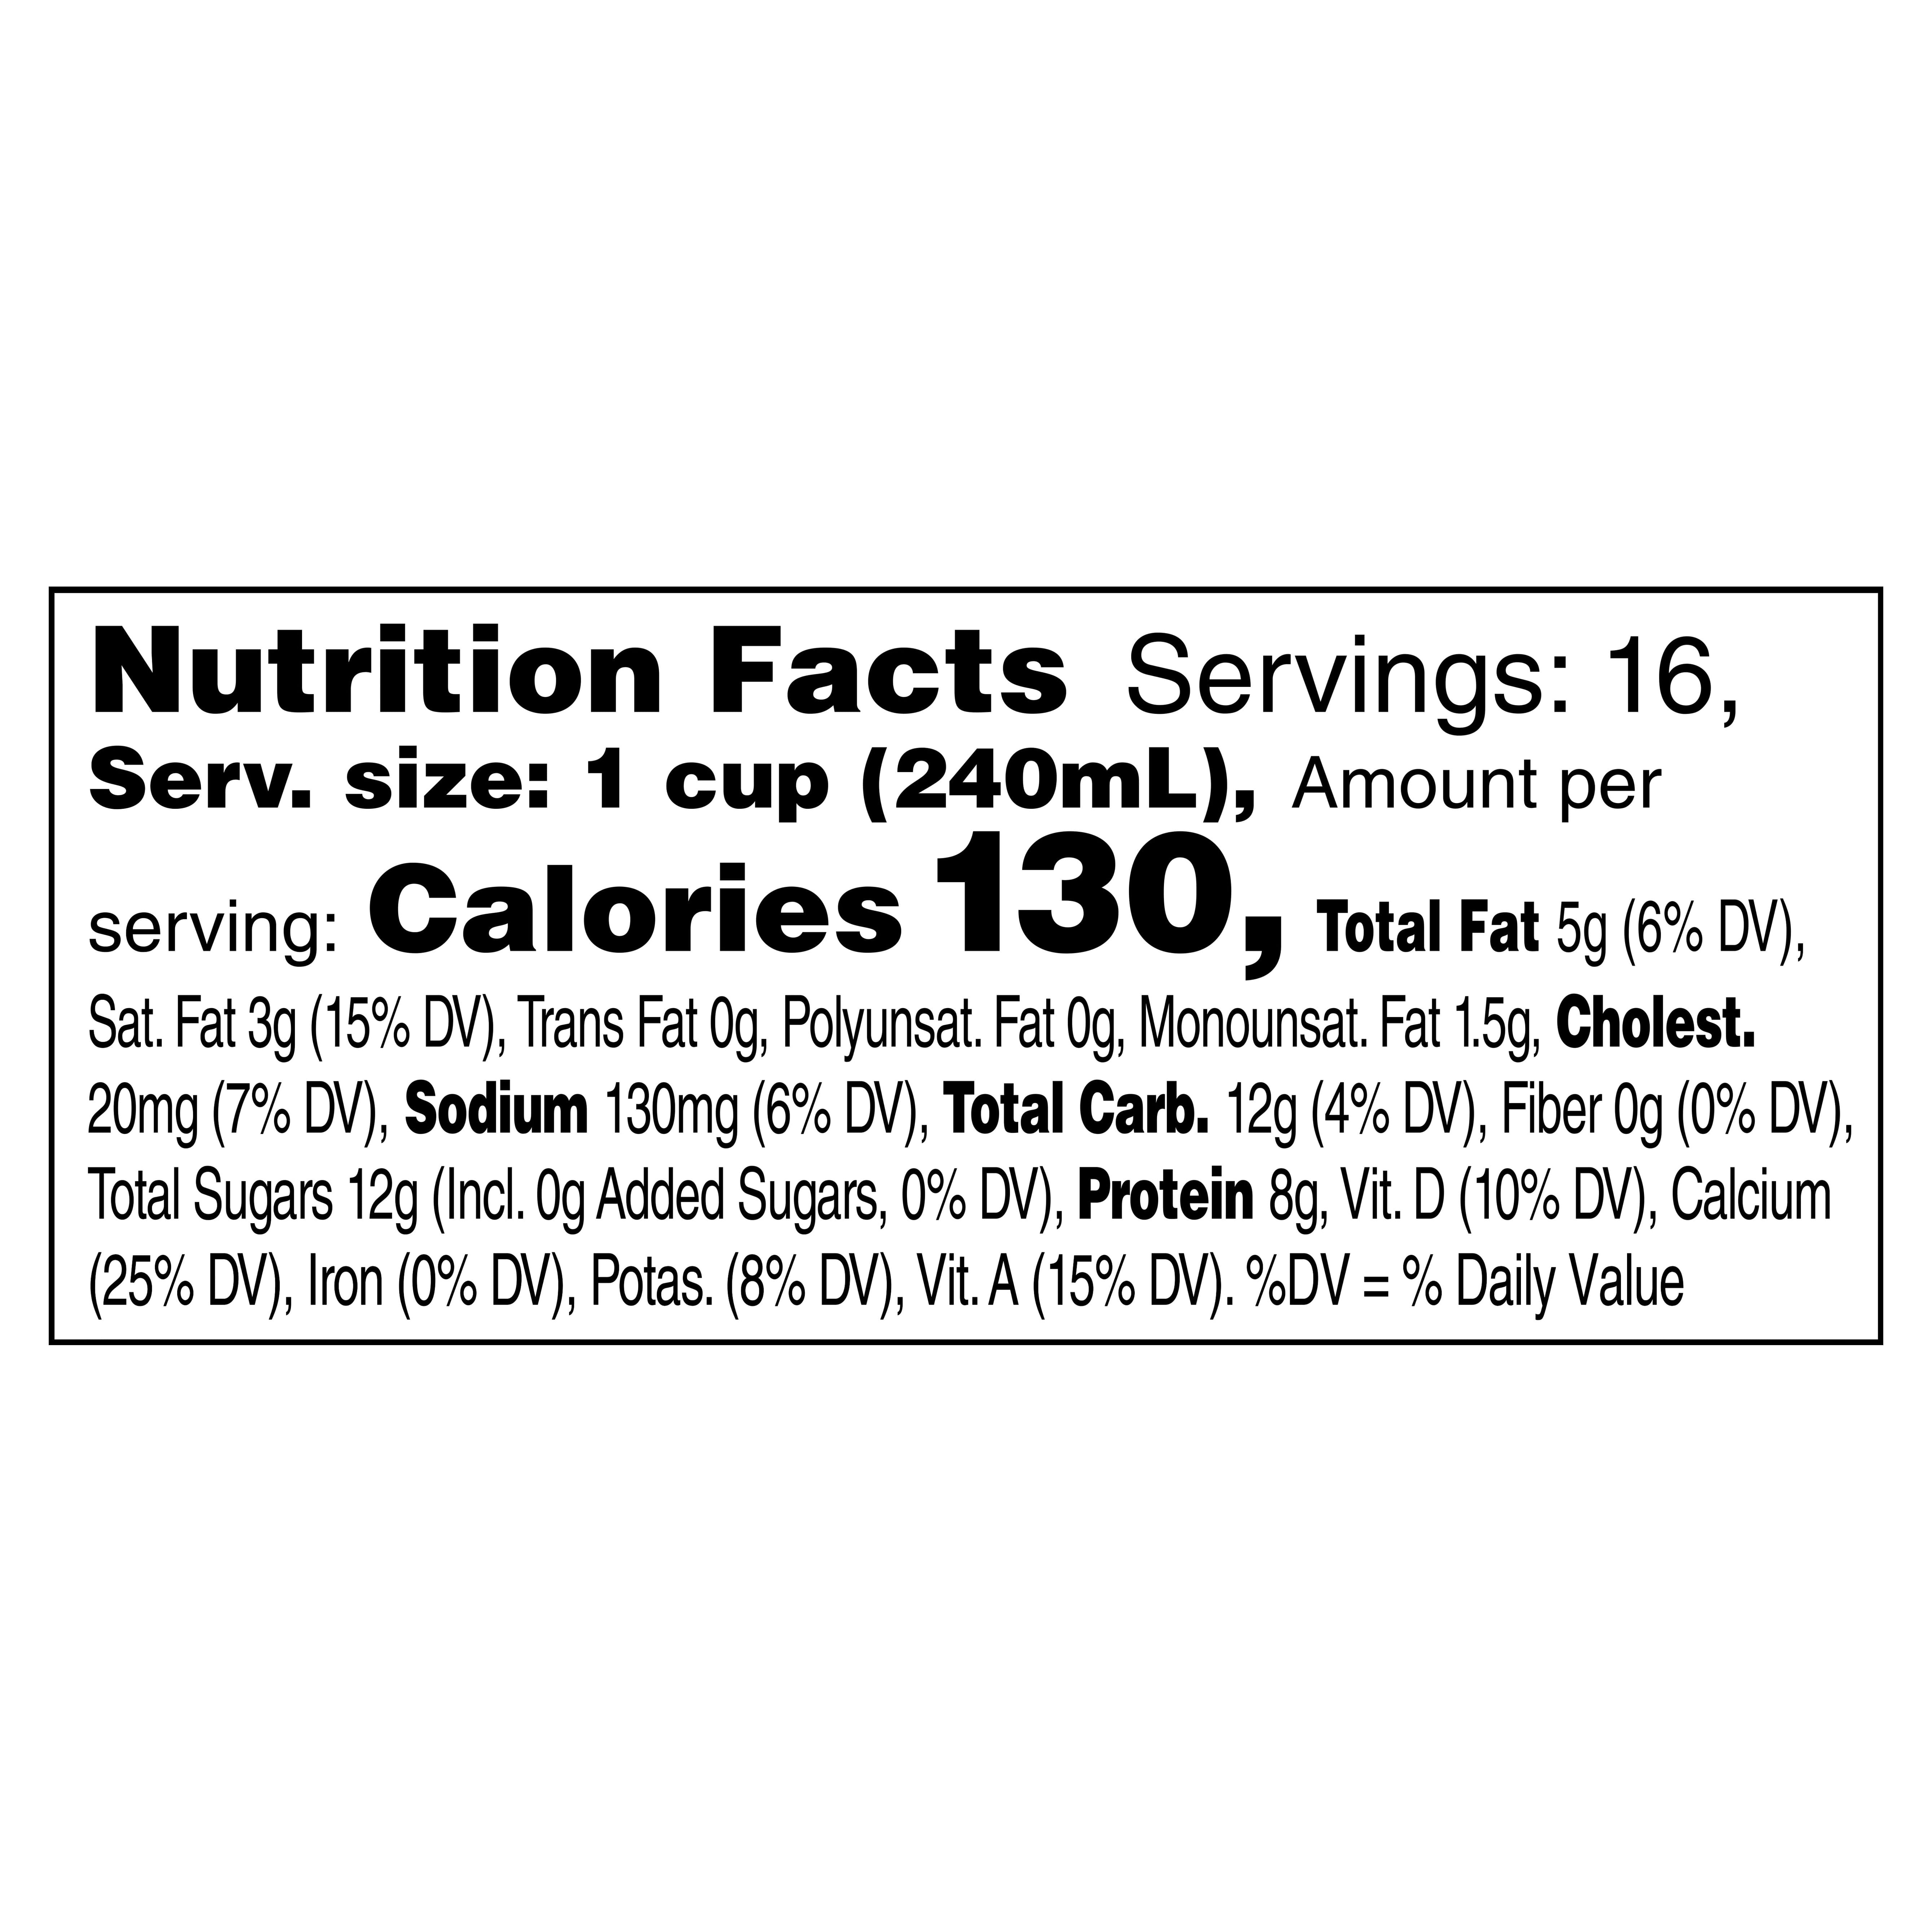 Nutrition Facts Servings: 16,
Serv. size: 1 cup (240mL), Amount per
serving: Calories 130, Total Fat 5g (6% DV),
Sat. Fat 3g (15% DV), Trans Fat 0g, Polyunsat. Fat 0g, Monounsat. Fat 1.5g, Cholest.
20mg (7% DV), Sodium 130mg (6% DV), Total Carb. 12g (4% DV), Fiber 0g (0% DV),
Total Sugars 12g (Incl. 0g Added Sugars, 0% DV), Protein 8g, Vit. D (10% DV), Calcium
(25% DV), Iron (0% DV), Potas. (8% DV), Vit. A (15% DV). %DV = % Daily Value